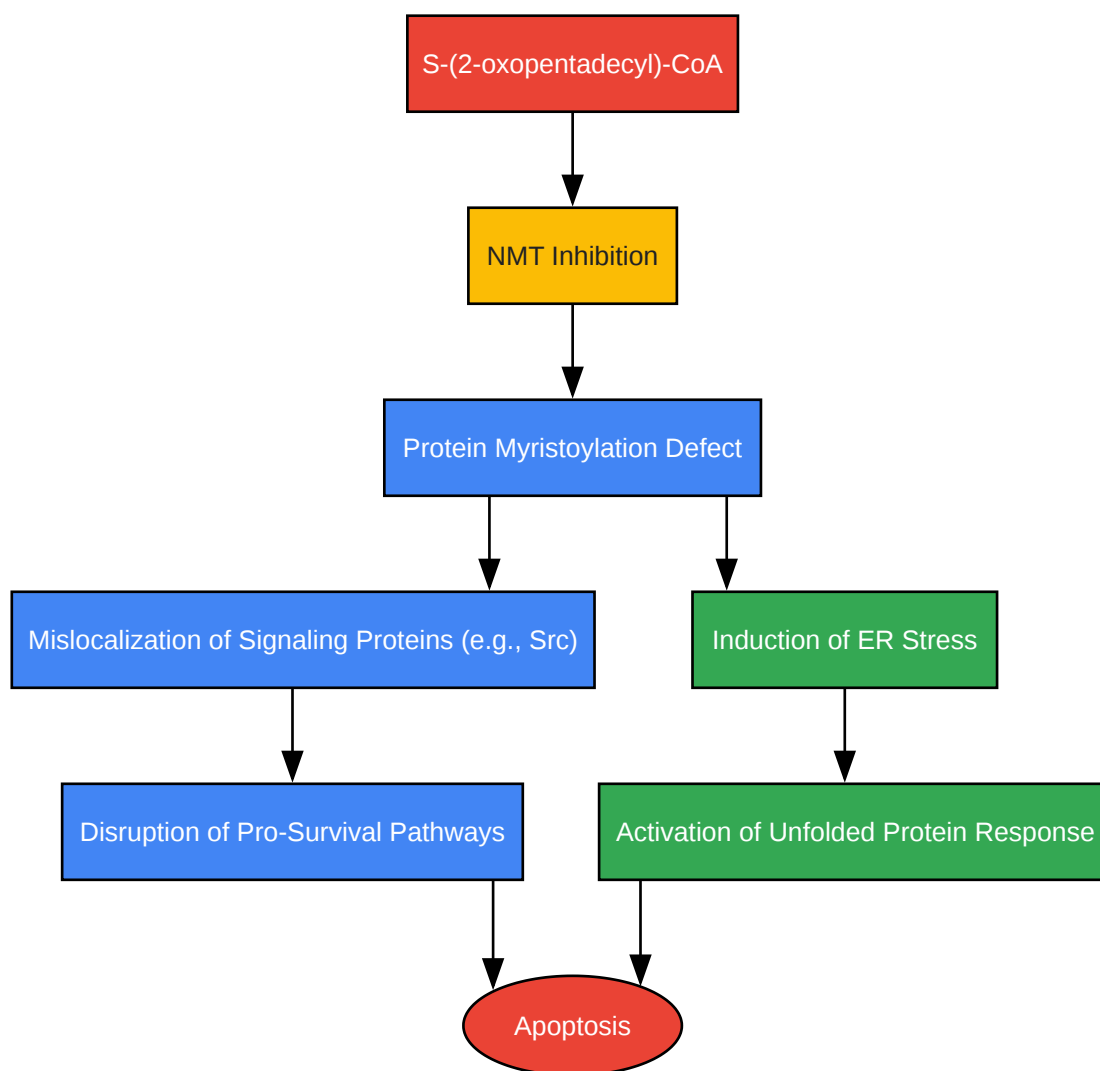 S-(2-oxopentadecyl)-CoA
NMT Inhibition
Protein Myristoylation Defect
Mislocalization of Signaling Proteins (e.g., Src)
Induction of ER Stress
Disruption of Pro-Survival Pathways
Activation of Unfolded Protein Response
Apoptosis